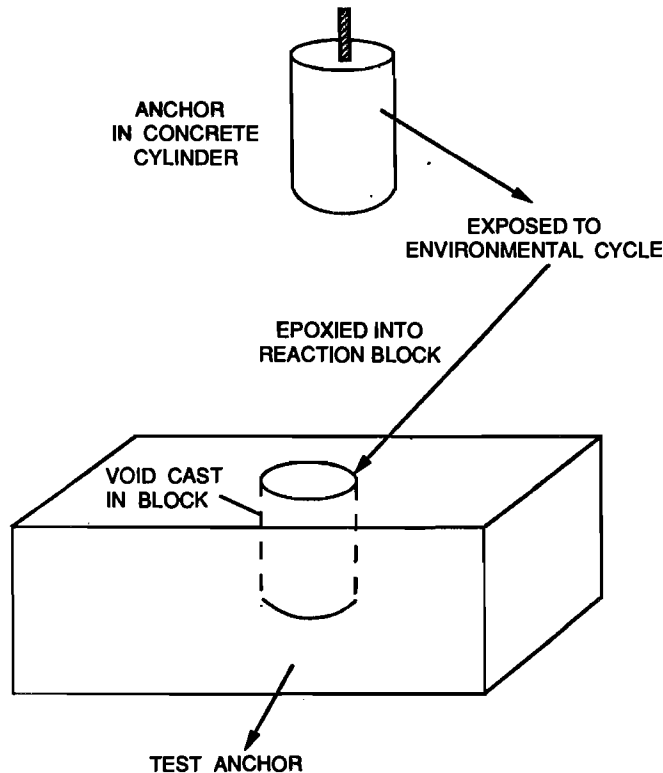 ANCHOR
IN CONCRETE
CYLINDER
EXPOSED TO
ENVIRONMENTAL CYCLE
EPOXIED INTO
REACTION BLOCK
VOID CAST
IN BLOCK
TEST ANCHOR